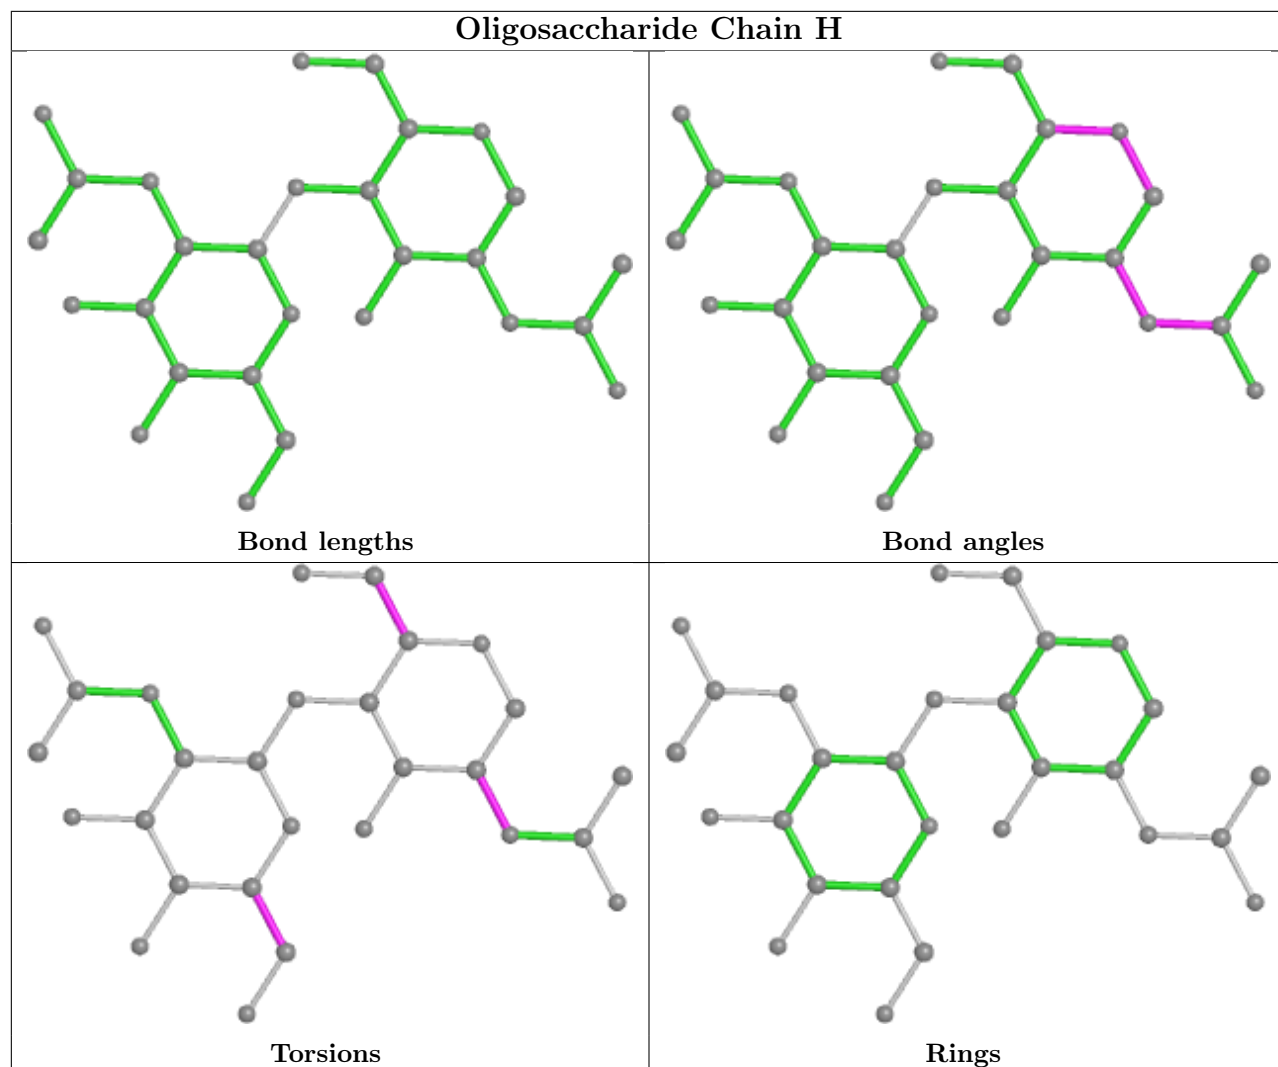 Oligosaccharide Chain H
Bond lengths
Bond angles
Torsions
Rings